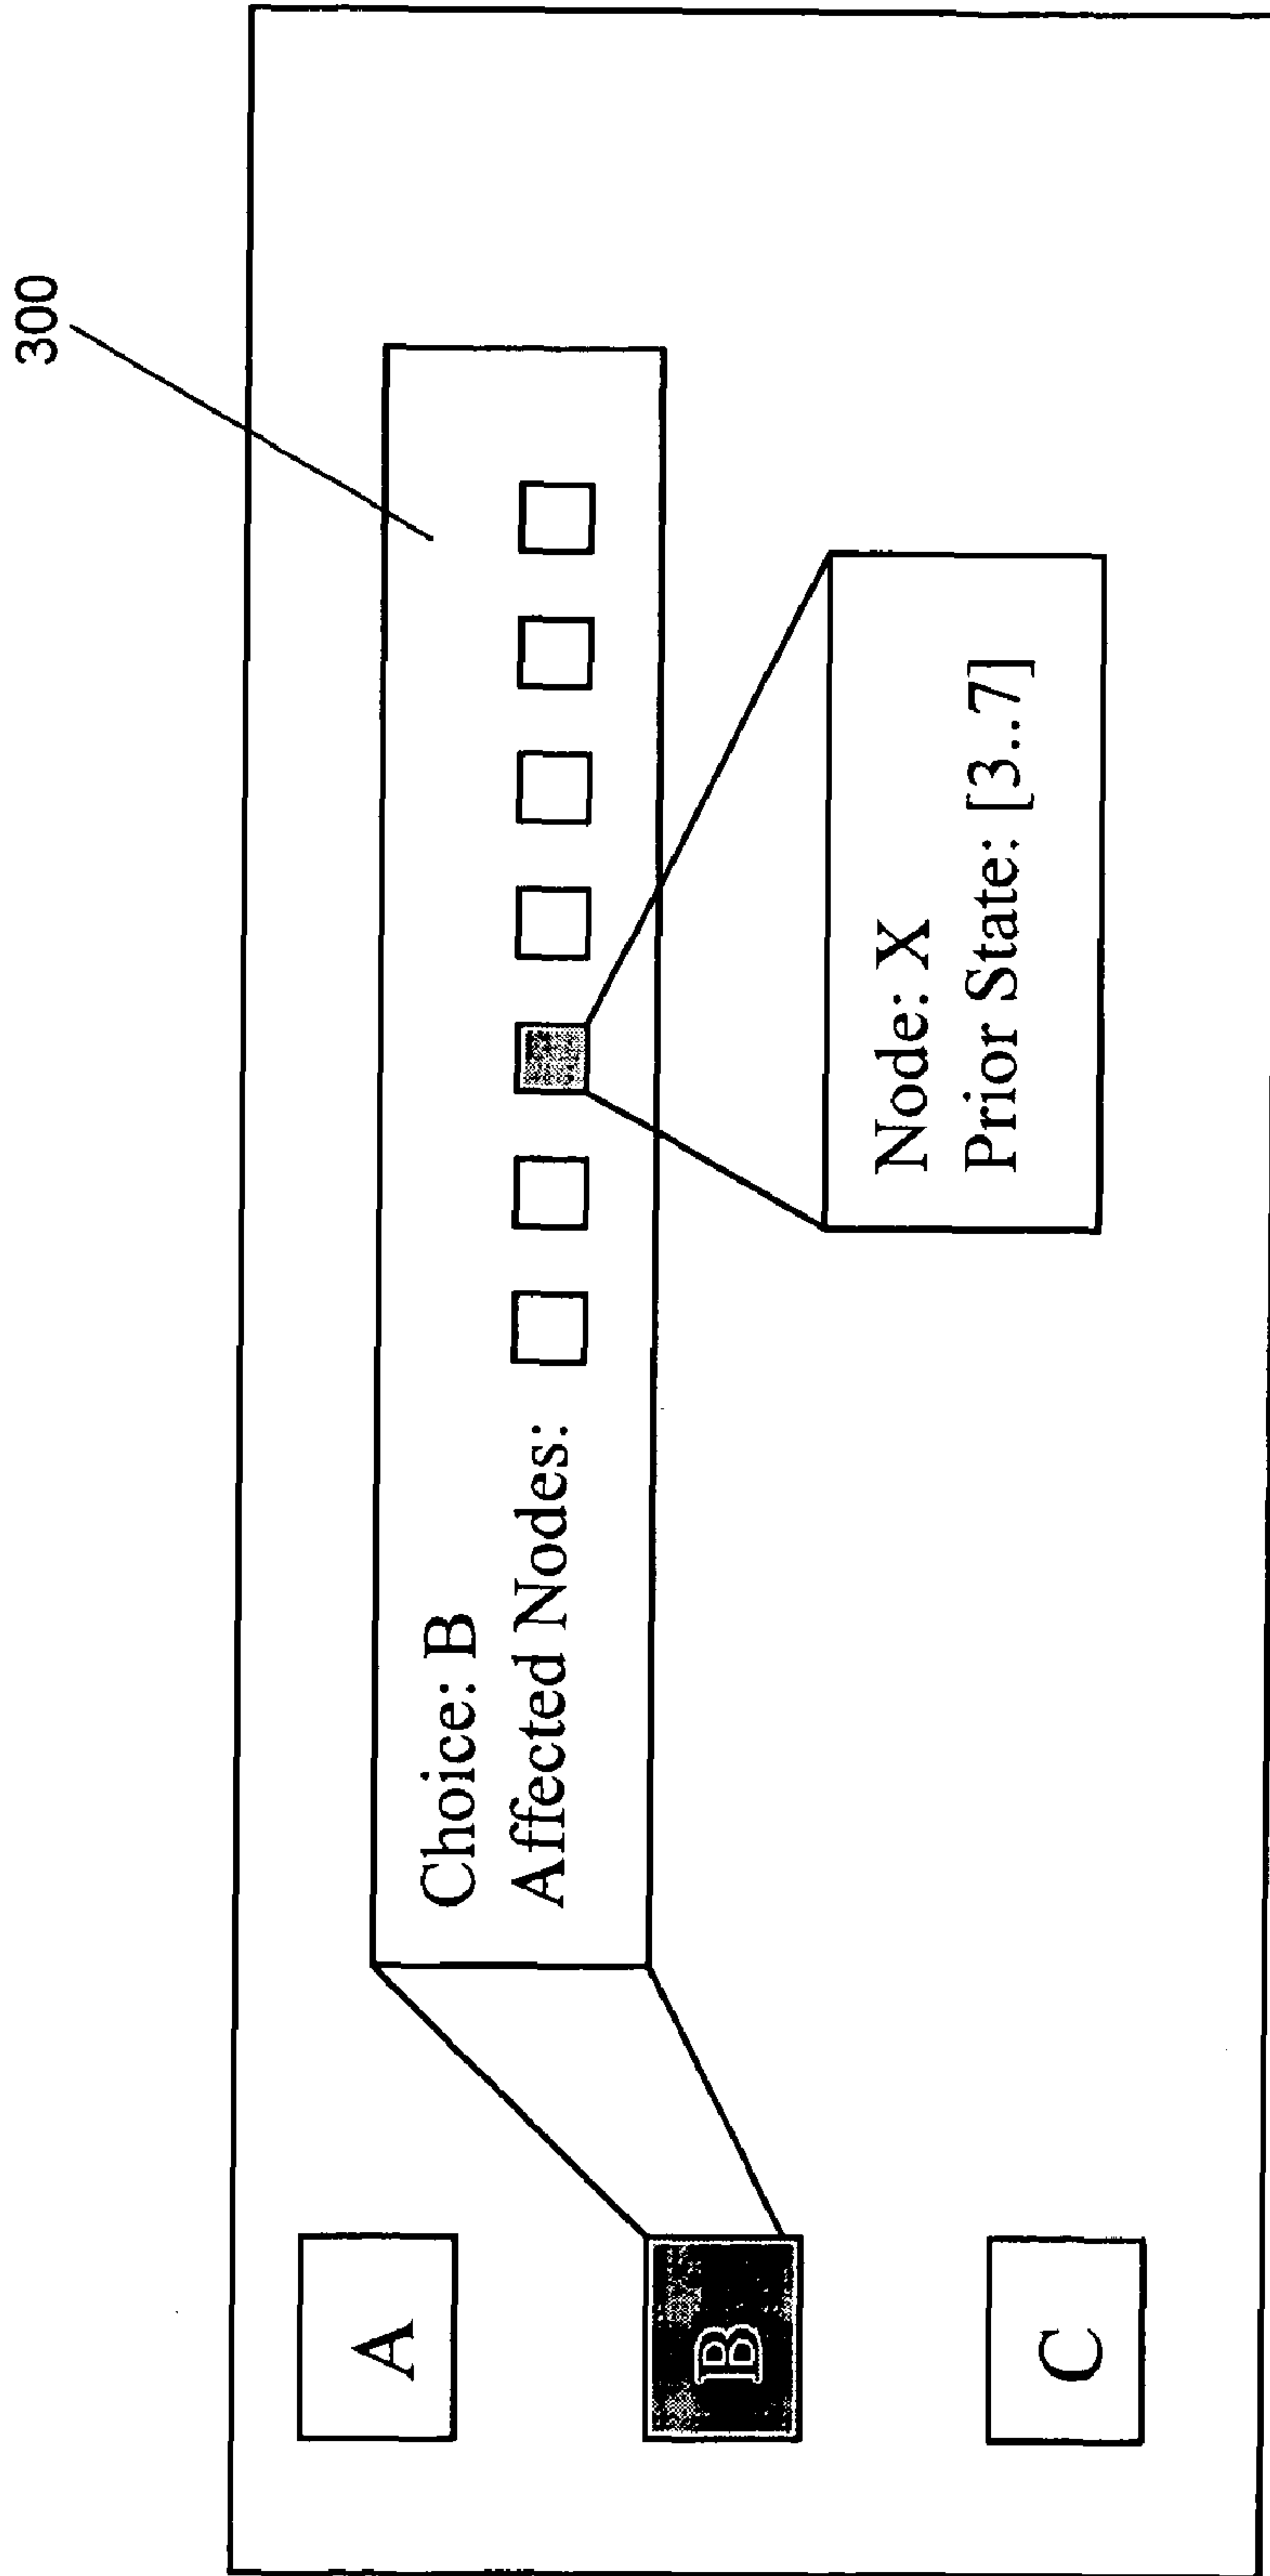 300
A
Choice: B
Affected Nodes:
B
Node: X
Prior State: [3..7]
C